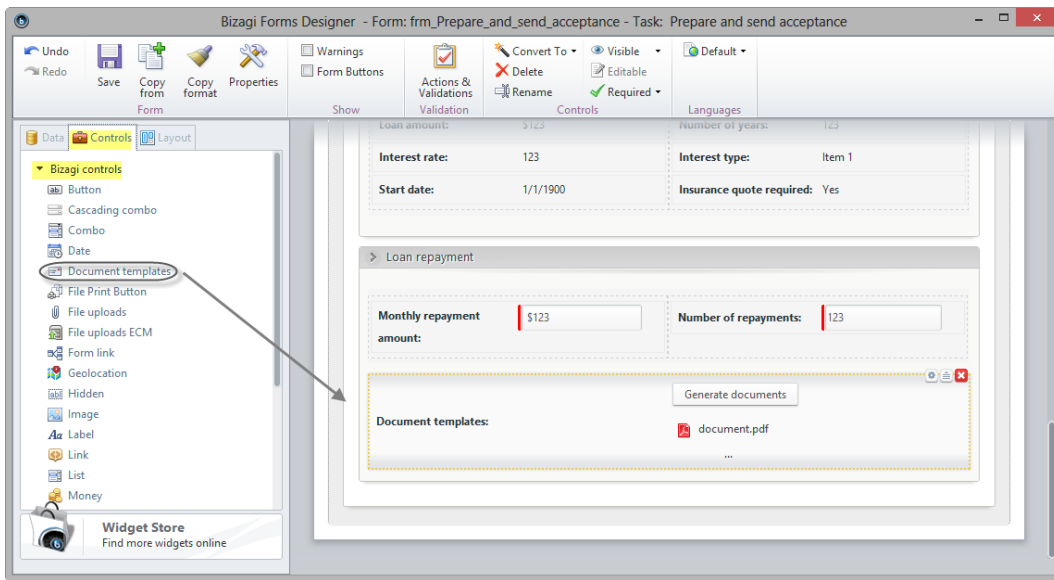 Bizagi Forms Designer - Form: frm_Prepare_and_send_acceptance - Task: Prepare and send acceptance
Undo
Redo
Save
Copy from
Copy format
Properties
Form
Warnings
Form Buttons
Show
Actions & Validations
Validation
Convert To
Delete
Rename
Visible
Editable
Required
Controls
Default
Languages
Data Controls Layout
Bizagi controls
Button
Cascading combo
Combo
Date
Document templates
File Print Button
File uploads
File uploads ECM
Form link
Geolocation
Hidden
Image
Label
Link
List
Money
Widget Store
Find more widgets online
Loan amount: $123 Number of years: 123
Interest rate: 123 Interest type: Item 1
Start date: 1/1/1900 Insurance quote required: Yes
Loan repayment
Monthly repayment amount: $123 Number of repayments: 123
Generate documents
Document templates:
document.pdf
...